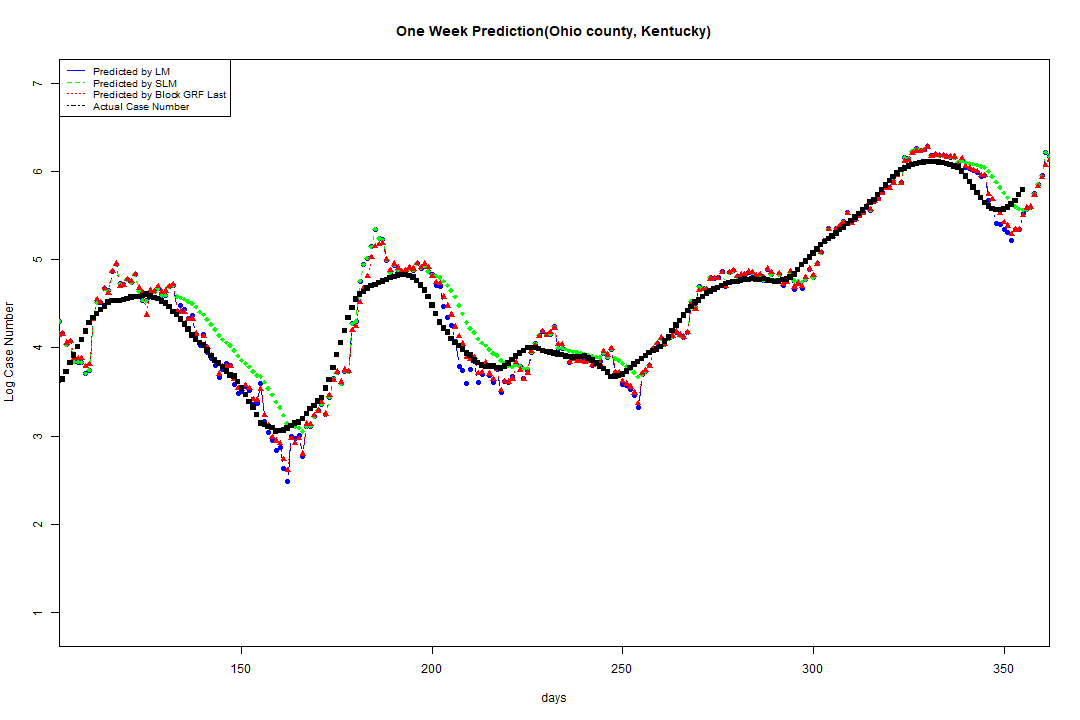 One Week Prediction(Ohio county, Kentucky)
Predicted by LM
Predicted by SLM
Predicted by Block GRF Last
Actual Case Number
7
6
5
4
3
2
1
Log Case Number
150 200 250 300 350
days